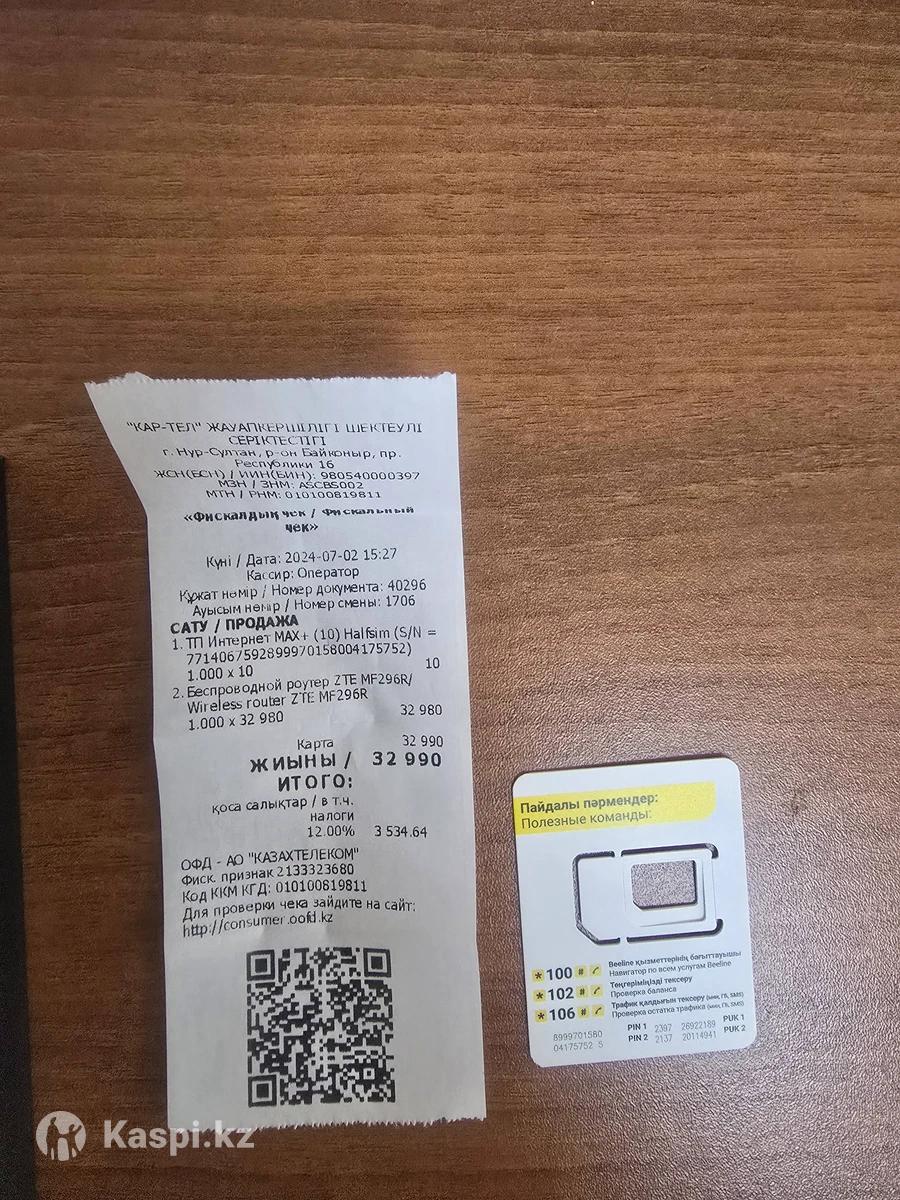 "КАР-ТЕЛ" ЖАУАПКЕРШІЛІГІ ШЕКТЕУЛІ
СЕРІКТЕСТІГІ
г. Нур-Султан, р-он Байконыр, пр.
Республики 16
ЖСН(БСН) / ИИН(БИН): 980540000397
МЗН / ЗНМ: ASCBS002
МТН / РНМ: 010100819811
«Фискалдық чек / Фискальный
чек»
Күні / Дата: 2024-07-02 15:27
Кассир: Оператор
Құжат нөмір / Номер документа: 40296
Ауысым нөмір / Номер смены: 1706
САТУ / ПРОДАЖА
1. ТП Интернет MAX+ (10) Halfsim (S/N =
7714067592899970158004175752)
1.000 x 10 10
2. Беспроводной роутер ZTE MF296R/
Wireless router ZTE MF296R
1.000 x 32 980 32 980
Карта 32 990
ЖИЫНЫ / 32 990
ИТОГО:
қоса салықтар / в т.ч.
налоги
12.00% 3 534.64
ОФД - АО "КАЗАХТЕЛЕКОМ"
Фиск. признак 2133323680
Код ККМ КГД: 010100819811
Для проверки чека зайдите на сайт:
http://consumer.oofd.kz
Пайдалы пәрмендер:
Полезные команды:
*100# Beeline қызметтерінің бағыттауышы
Навигатор по всем услугам Beeline
*102# Теңгеріміңізді тексеру
Проверка баланса
*106# Трафик қалдығын тексеру (мин, ГБ, SMS)
Проверка остатка трафика (мин, ГБ, SMS)
8999701580 PIN 1 2397 26922189 PUK 1
04175752 5 PIN 2 2137 20114941 PUK 2
Kaspi.kz